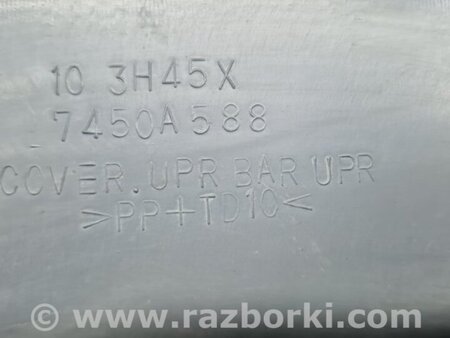 10 3H45X
7450A588
COVER. UPR BAR UPR
>PP+TD10<
© www.razborki.com